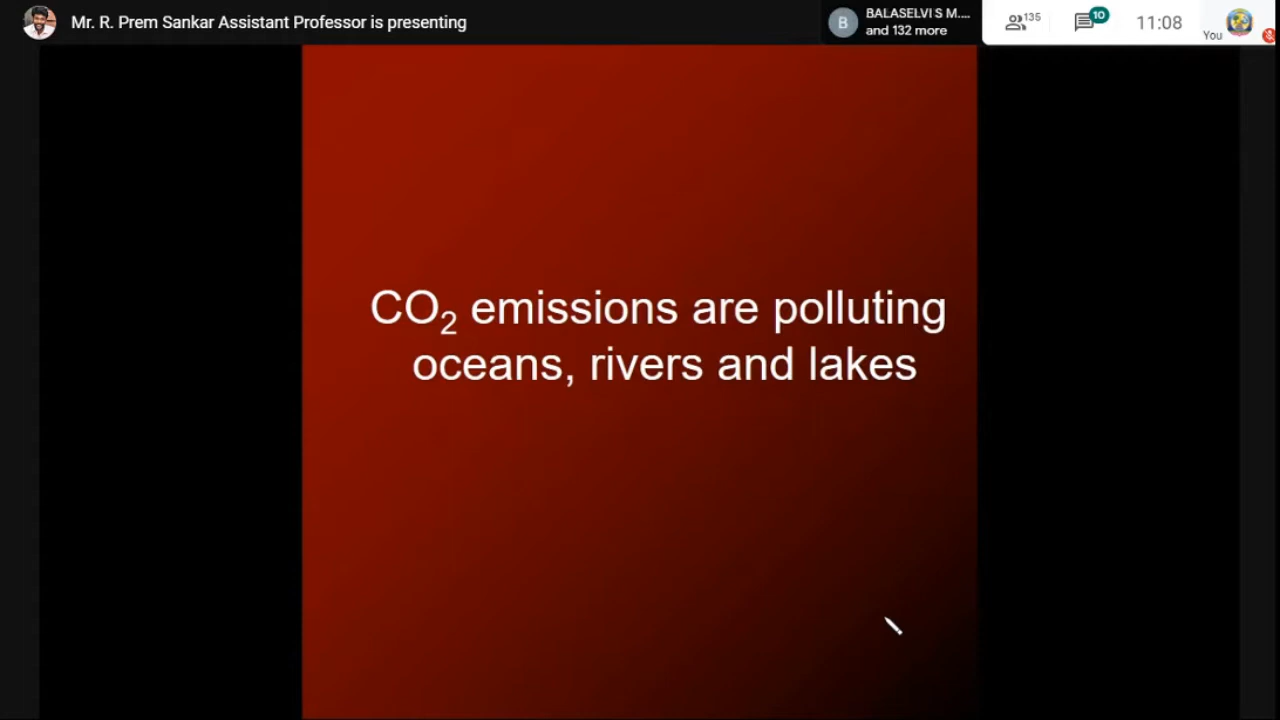 Mr. R. Prem Sankar Assistant Professor is presenting
B
BALASELVI S M....
and 132 more
135
10
11:08
You
CO₂ emissions are polluting
oceans, rivers and lakes